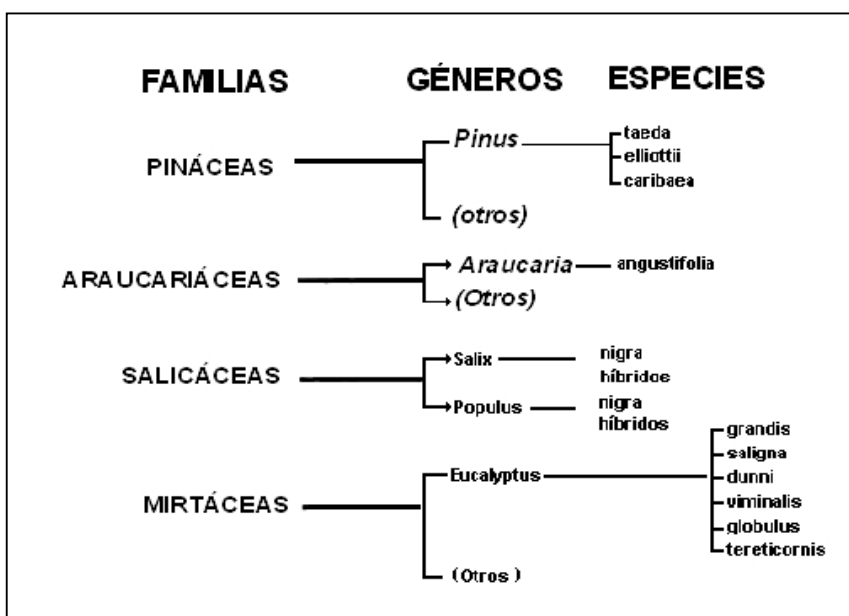 FAMILIAS GÉNEROS ESPECIES
PINÁCEAS
Pinus
taeda
elliottii
caribaea
(otros)
ARAUCARIÁCEAS
Araucaria
angustifolia
(Otros)
SALICÁCEAS
Salix
nigra
híbridoe
Populus
nigra
híbridos
MIRTÁCEAS
Eucalyptus
grandis
saligna
dunni
viminalis
globulus
tereticornis
(Otros )